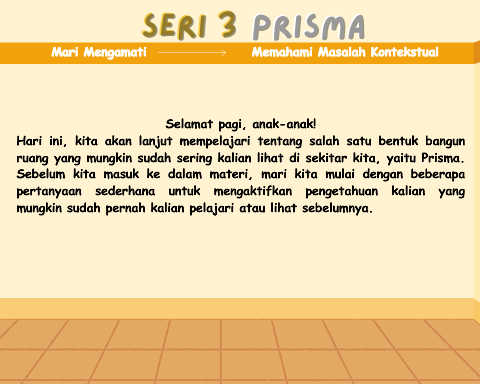 SERI 3 PRISMA
Mari Mengamati Memahami Masalah Kontekstual
Selamat pagi, anak-anak!
Hari ini, kita akan lanjut mempelajari tentang salah satu bentuk bangun
ruang yang mungkin sudah sering kalian lihat di sekitar kita, yaitu Prisma.
Sebelum kita masuk ke dalam materi, mari kita mulai dengan beberapa
pertanyaan sederhana untuk mengaktifkan pengetahuan kalian yang
mungkin sudah pernah kalian pelajari atau lihat sebelumnya.